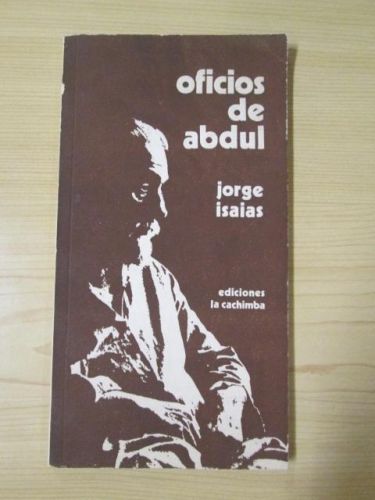 oficios
de
abdul
jorge
isaias
ediciones
la cachimba